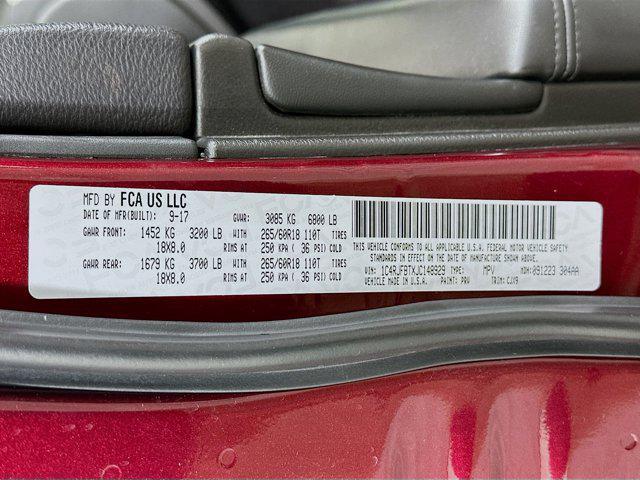 MFD BY FCA US LLC
DATE OF MFR(BUILT): 9-17 GVWR: 3085 KG 6800 LB
GAWR FRONT: 1452 KG 3200 LB WITH 265/60R18 110T TIRES
18X8.0 RIMS AT 250 KPA ( 36 PSI) COLD
GAWR REAR: 1679 KG 3700 LB WITH 265/60R18 110T TIRES
18X8.0 RIMS AT 250 KPA ( 36 PSI) COLD
THIS VEHICLE CONFORMS TO ALL APPLICABLE U.S.A. FEDERAL MOTOR VEHICLE SAFETY
STANDARDS IN EFFECT ON THE DATE OF MANUFACTURE SHOWN ABOVE.
VIN: 1C4RJFBTXJC148929 TYPE: MPV MDH:091223 304AA
VEHICLE MADE IN U.S.A. PAINT: PRV TRIM: CJX9